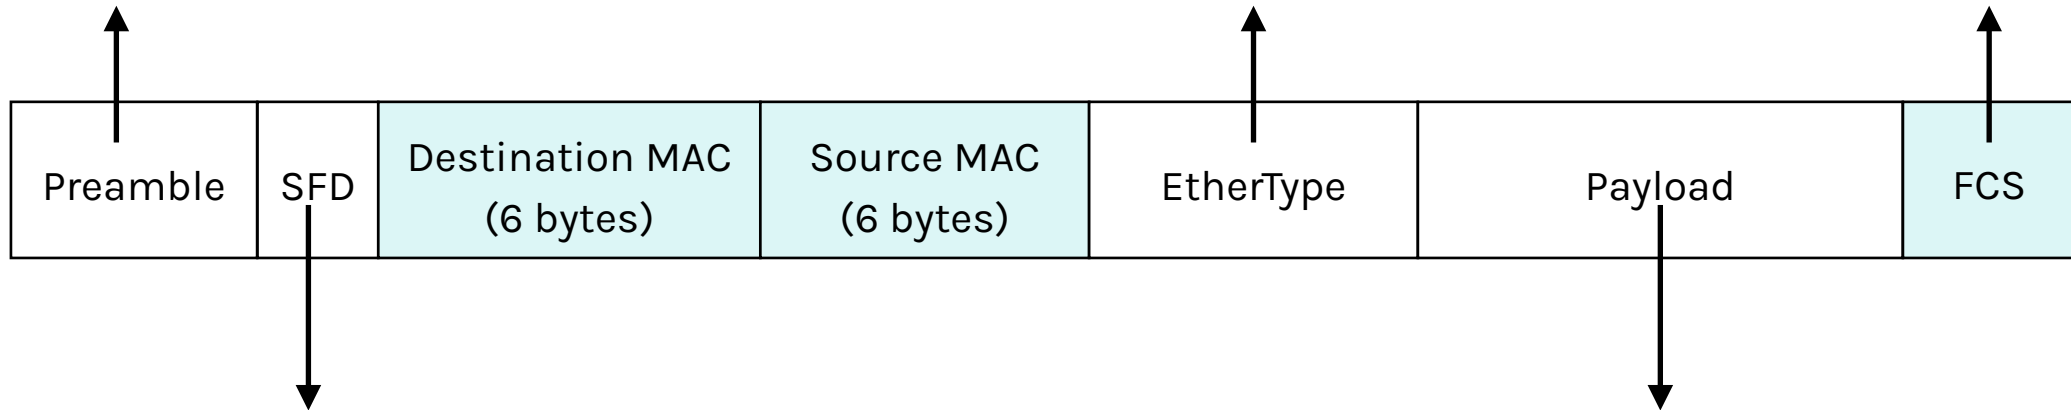 Preamble
SFD
Destination MAC
(6 bytes)
Source MAC
(6 bytes)
EtherType
Payload
FCS